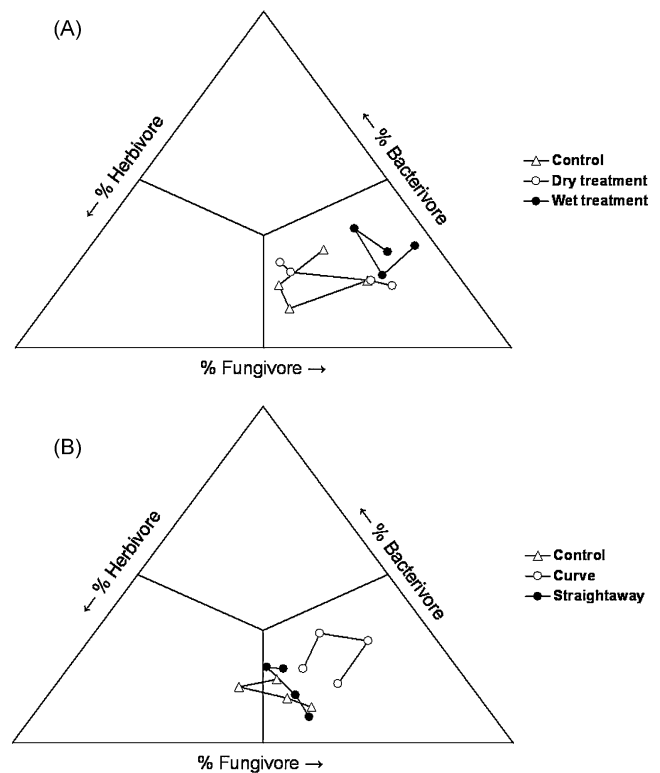 (A)
← % Herbivore
← % Bacterivore
Control
Dry treatment
Wet treatment
% Fungivore →
(B)
← % Herbivore
← % Bacterivore
Control
Curve
Straightaway
% Fungivore →